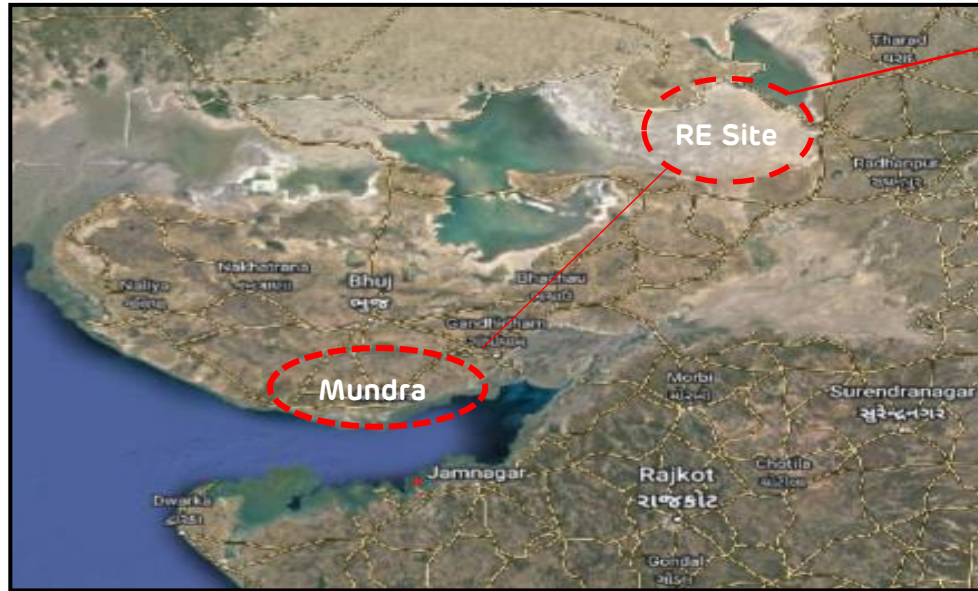 Tharad
RE Site
Radhanpur
Naliya
Nakhatrana
Bhuj
ભુજ
Bhachau
Gandhidham
Mundra
Morbi
મોરબી
Surendranagar
સુરેન્દ્રનગર
Jamnagar
Rajkot
રાજકોટ
Chotila
Dwarka
Gondal